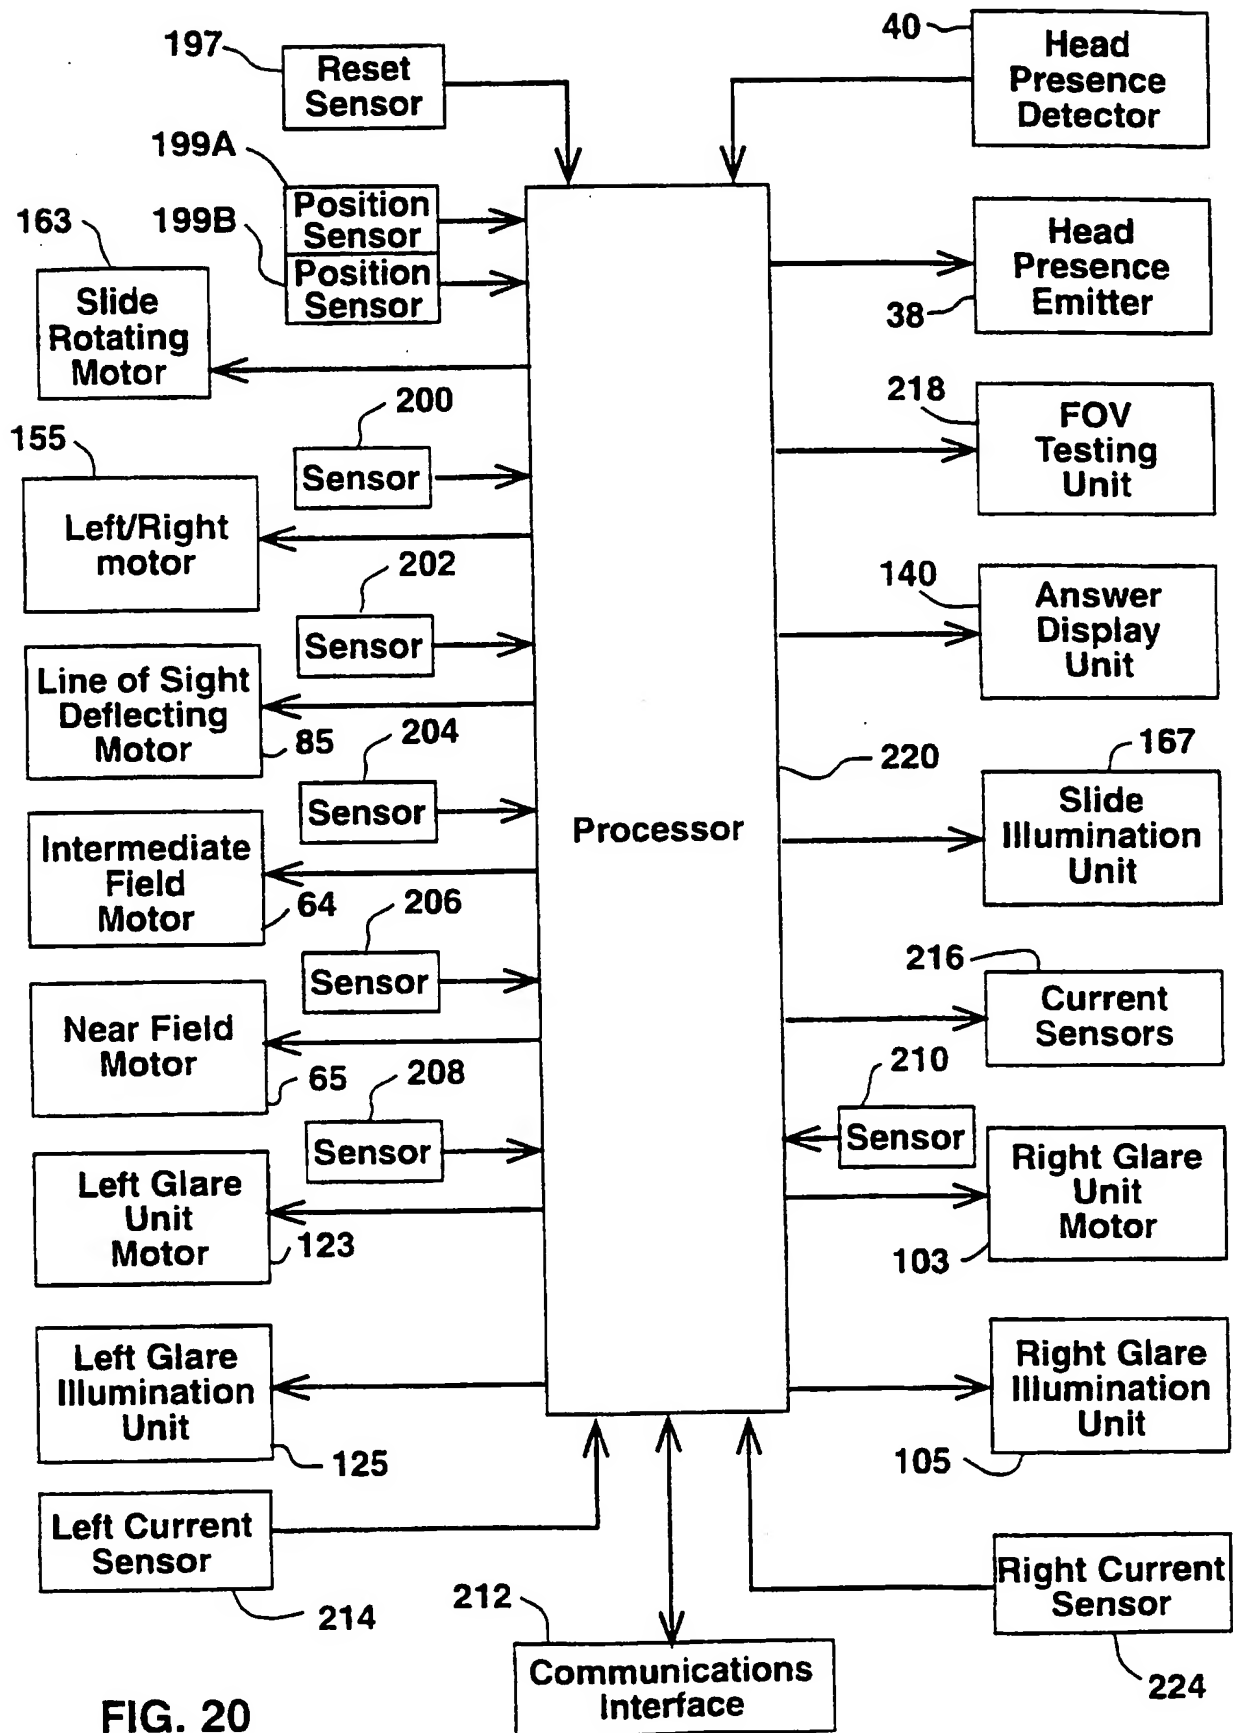 197
Reset
Sensor
40
Head
Presence
Detector
199A
Position
Sensor
199B
Position
Sensor
163
Slide
Rotating
Motor
Head
Presence
Emitter
38
200
Sensor
218
FOV
Testing
Unit
155
Left/Right
motor
202
Sensor
140
Answer
Display
Unit
Line of Sight
Deflecting
Motor
85
204
Sensor
220
167
Slide
Illumination
Unit
Processor
Intermediate
Field
Motor
64
206
Sensor
216
Current
Sensors
Near Field
Motor
65
208
Sensor
210
Sensor
Left Glare
Unit
Motor
123
Right Glare
Unit
Motor
103
Left Glare
Illumination
Unit
125
Right Glare
Illumination
Unit
105
Left Current
Sensor
214
212
Communications
Interface
Right Current
Sensor
224
FIG. 20